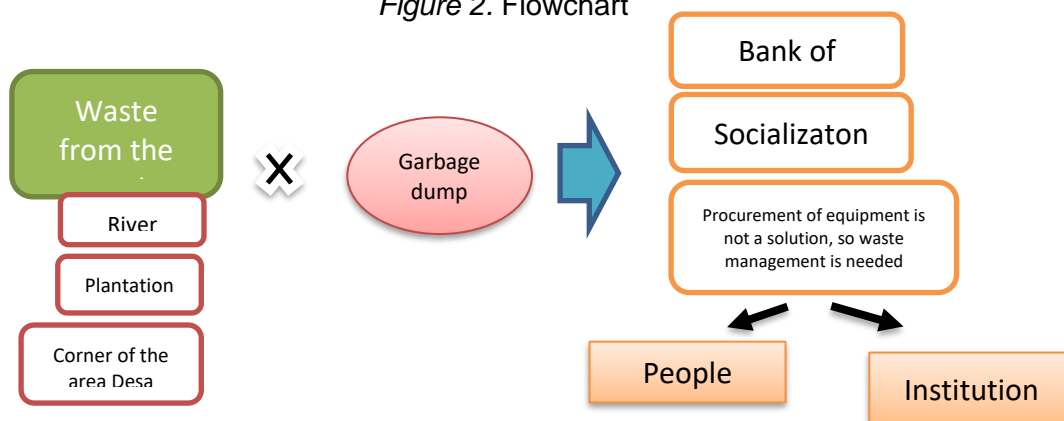 Figure 2. Flowchart
Waste
from the
River
Plantation
Corner of the
area Desa
X
Garbage
dump
Bank of
Socializaton
Procurement of equipment is
not a solution, so waste
management is needed
People
Institution